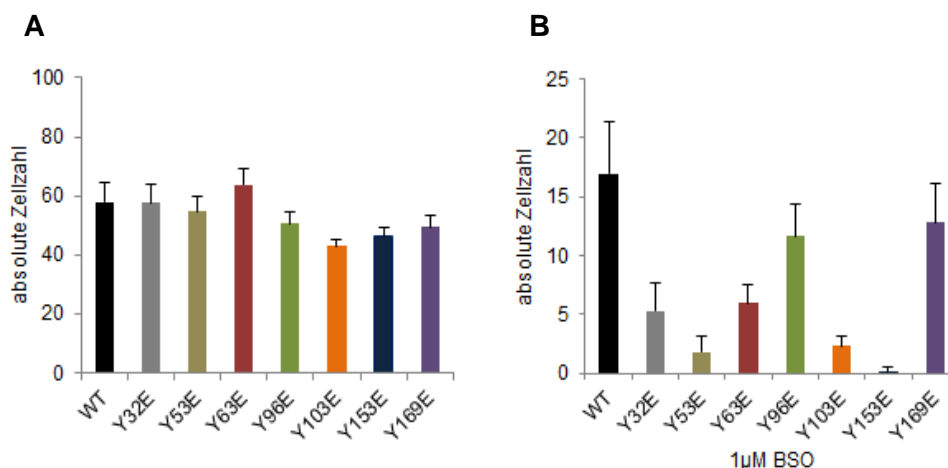 A
B
absolute Zellzahl
100
80
60
40
20
0
WT
Y32E
Y53E
Y63E
Y96E
Y103E
Y153E
Y169E
absolute Zellzahl
25
20
15
10
5
0
WT
Y32E
Y53E
Y63E
Y96E
Y103E
Y153E
Y169E
1µM BSO